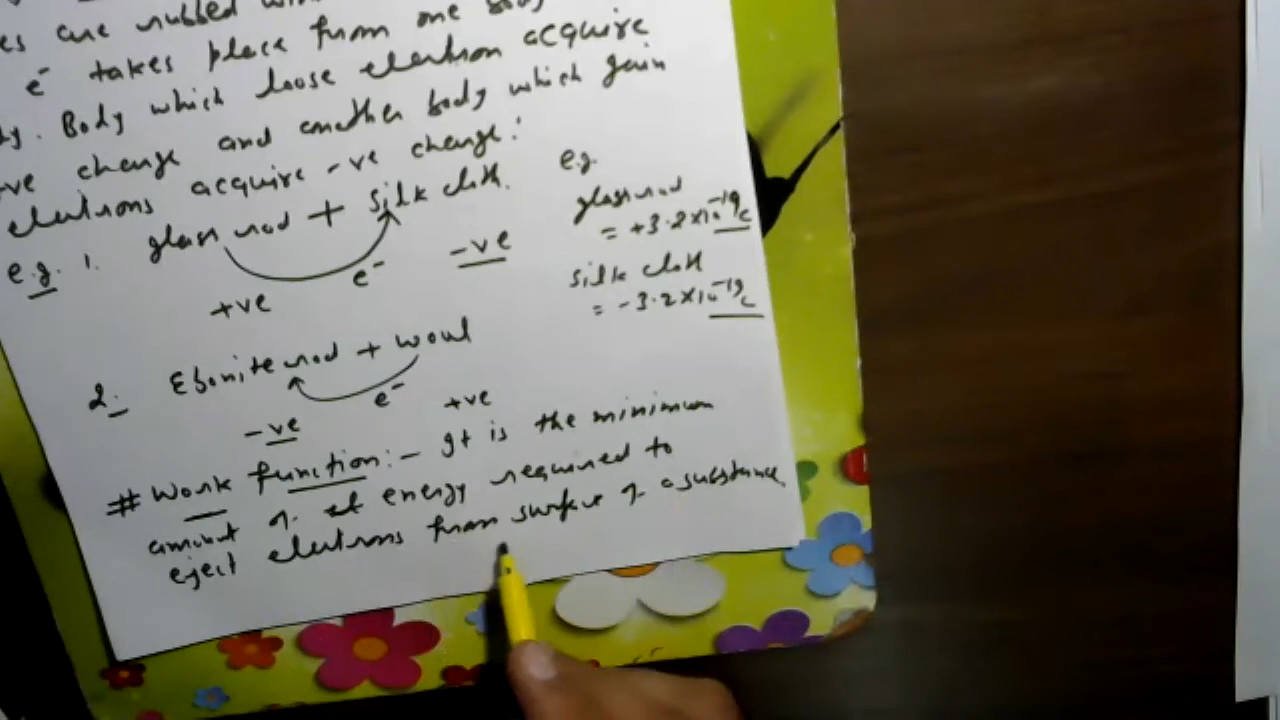 es are rubbed
e⁻ takes place from one body
dy. Body which loose electron acquire
+ve charge and another body which gain
electrons acquire -ve charge.
e.g. 1. glass rod + silk cloth.
e⁻
+ve
-ve
e.g.
glass rod
= +3.2×10⁻¹⁹c
silk cloth
= -3.2×10⁻¹⁹c
2. Ebonite rod + wool
e⁻
-ve
+ve
# Work function:- It is the minimum
amount of energy required to
eject electrons from surface of a substance.